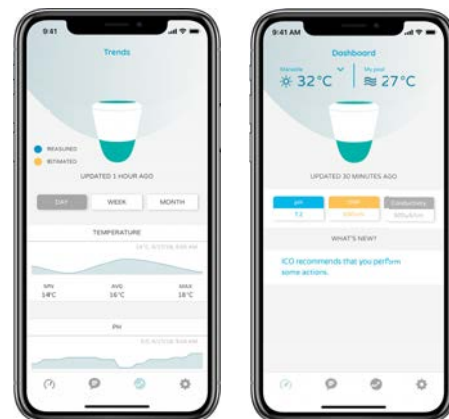 9:41
Trends
MEASURED
ESTIMATED
UPDATED 1 HOUR AGO
DAY
WEEK
MONTH
TEMPERATURE
MIN
AVG
MAX
14°C
16°C
18°C
PH
9:41 AM
Dashboard
32°C
My pool
27°C
UPDATED 30 MINUTES AGO
pH
ORP
Conductivity
7.2
WHAT'S NEW?
ICO recommends that you perform
some actions.